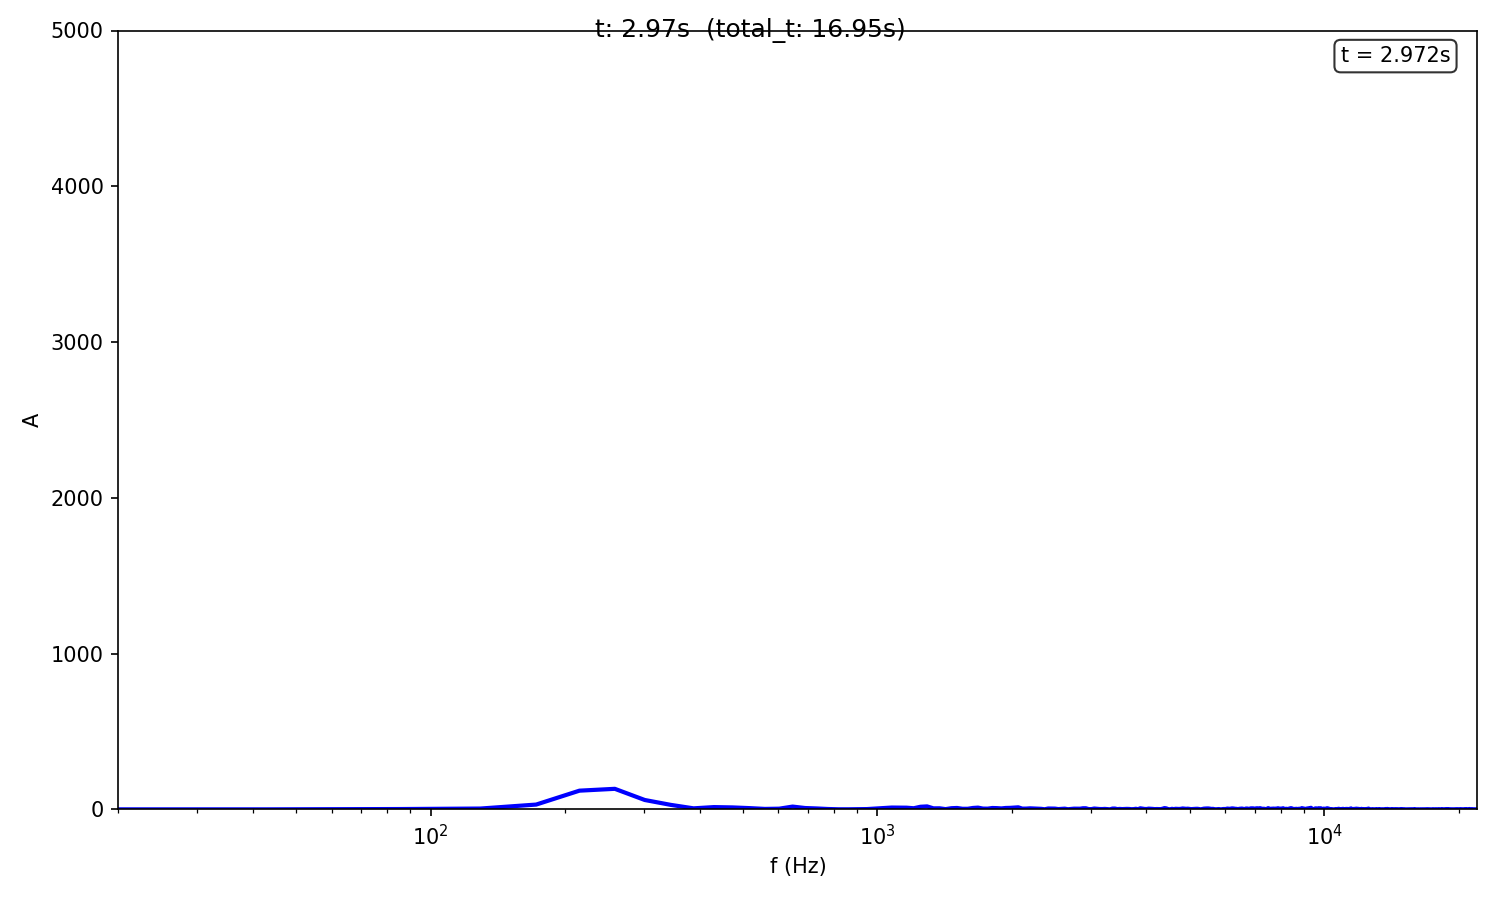 t: 2.97s (total_t: 16.95s)
t = 2.972s
5000
4000
3000
2000
1000
0
A
10²
10³
10⁴
f (Hz)